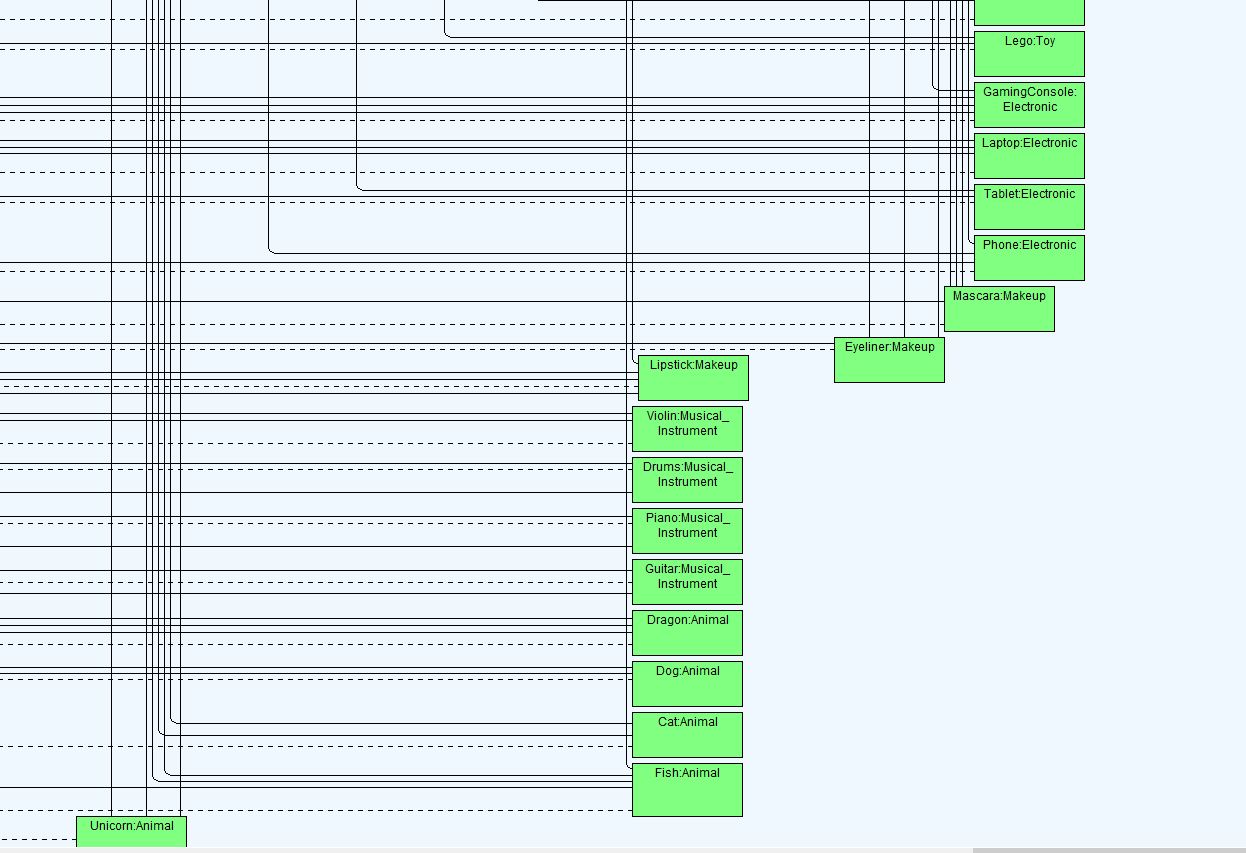 Lego:Toy
GamingConsole:
Electronic
Laptop:Electronic
Tablet:Electronic
Phone:Electronic
Mascara:Makeup
Eyeliner:Makeup
Lipstick:Makeup
Violin:Musical_
Instrument
Drums:Musical_
Instrument
Piano:Musical_
Instrument
Guitar:Musical_
Instrument
Dragon:Animal
Dog:Animal
Cat:Animal
Fish:Animal
Unicorn:Animal